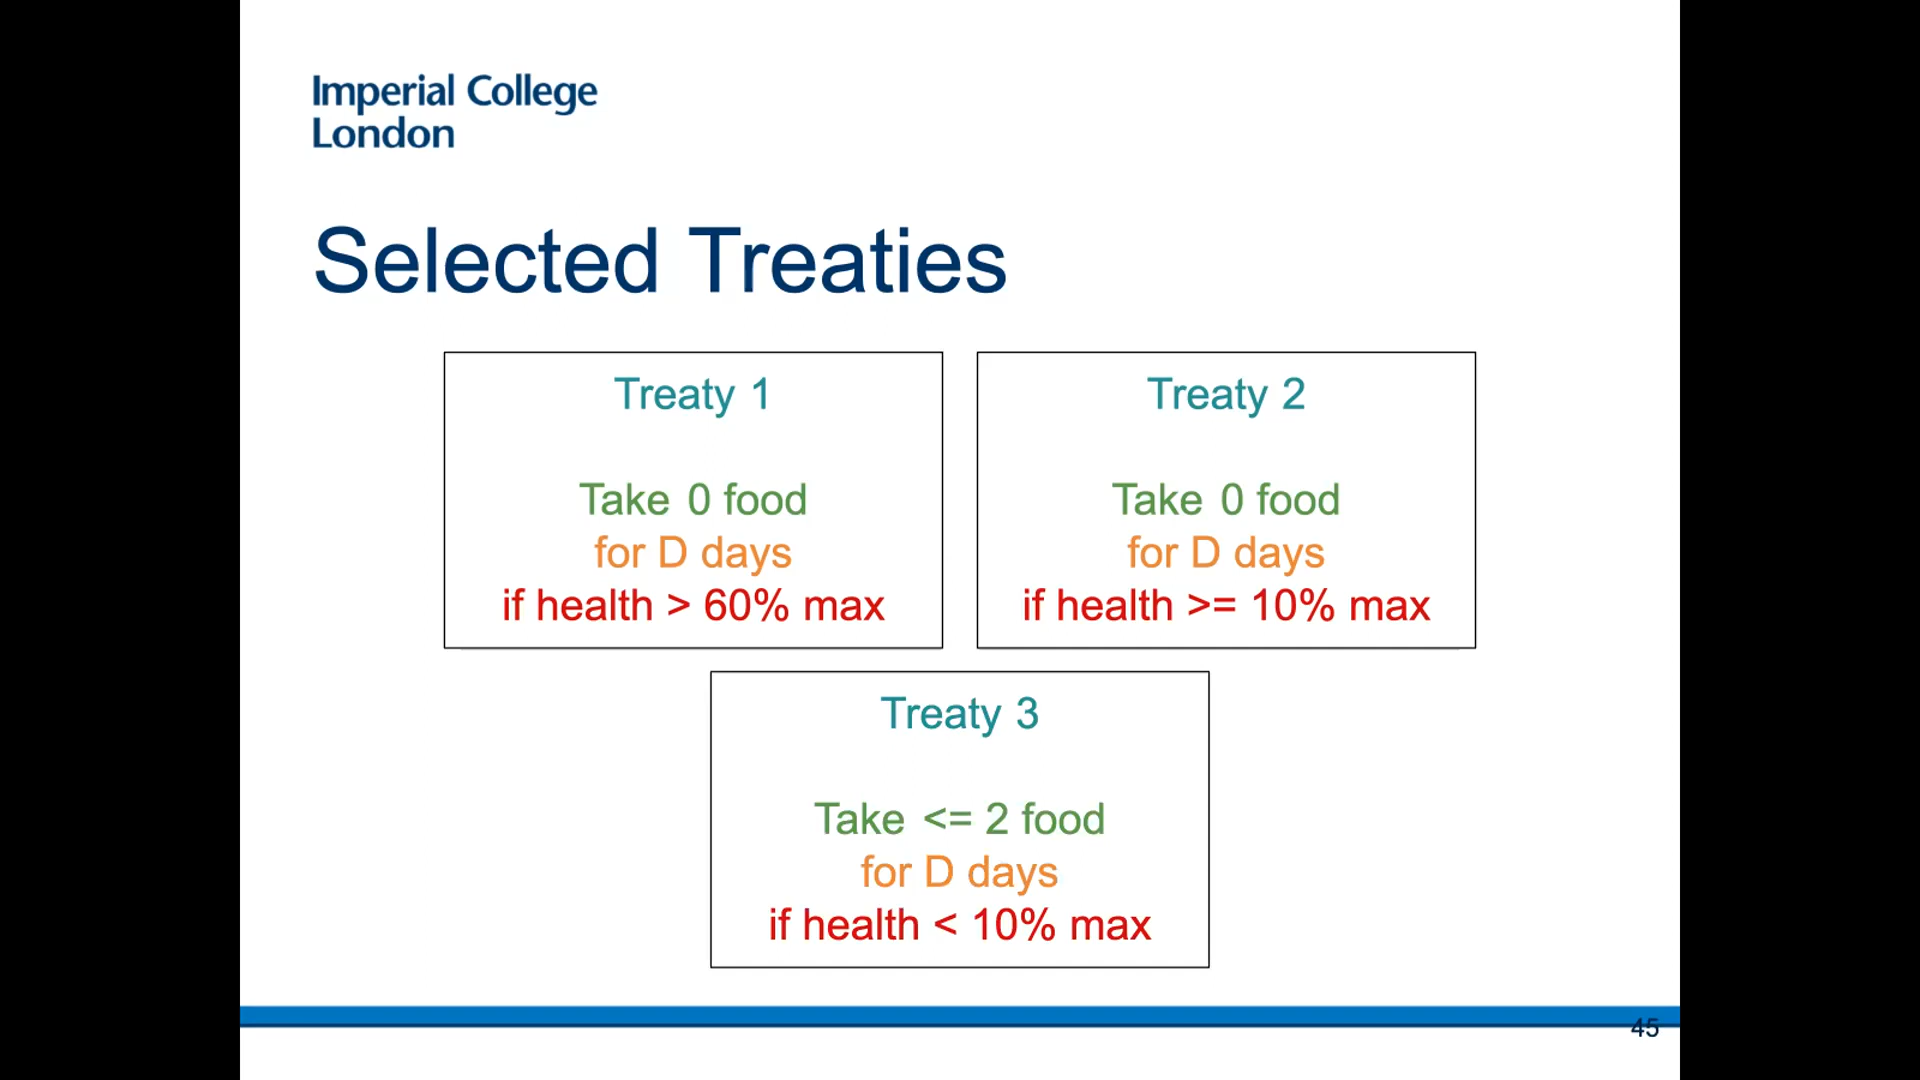 Imperial College
London
Selected Treaties
Treaty 1
Take 0 food
for D days
if health > 60% max
Treaty 2
Take 0 food
for D days
if health >= 10% max
Treaty 3
Take <= 2 food
for D days
if health < 10% max
45